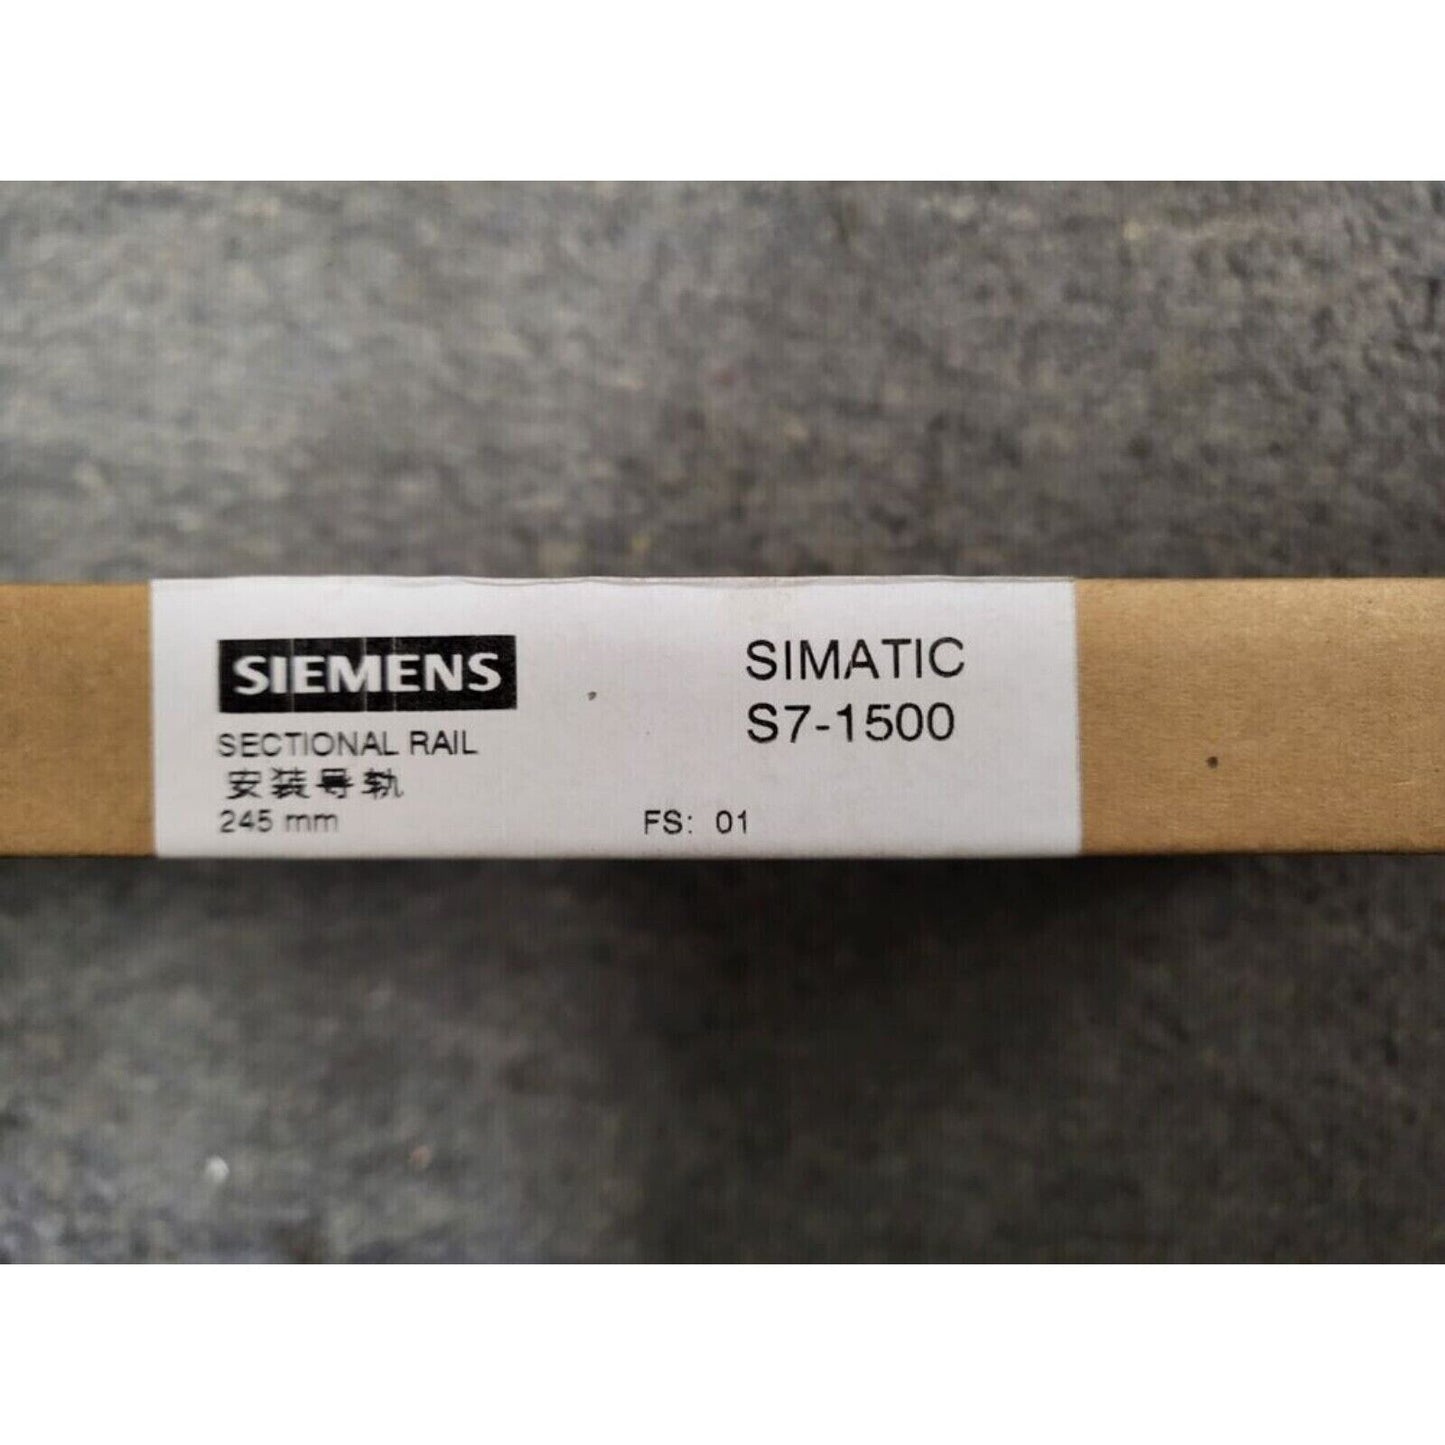 SIEMENS
SECTIONAL RAIL
安装导轨
245 mm
SIMATIC
S7-1500
FS: 01